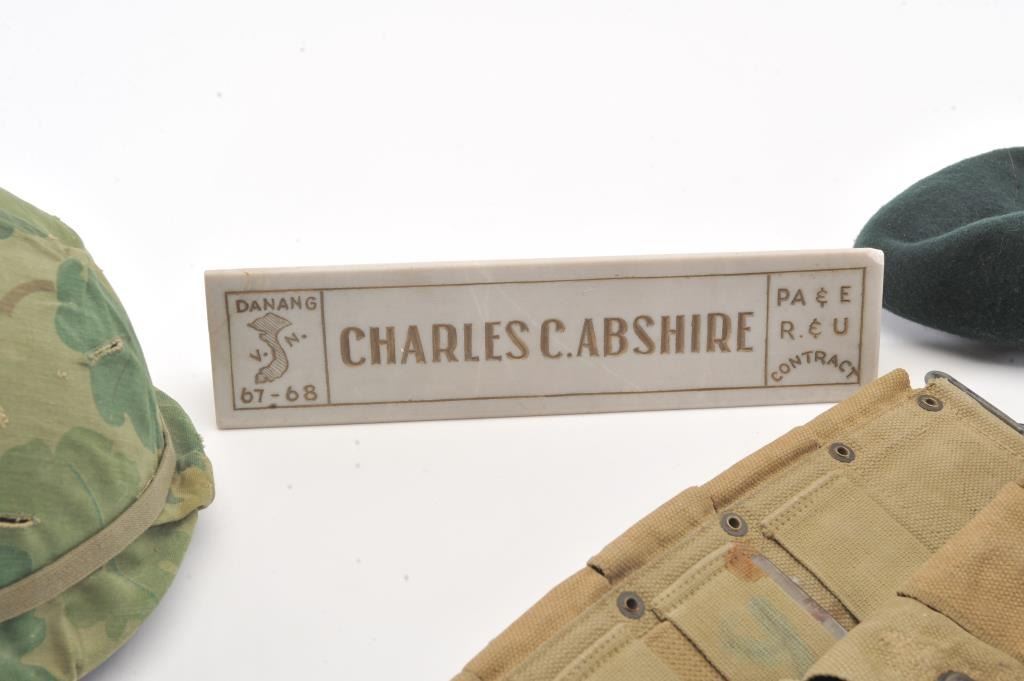 DANANG
V. N.
67-68
CHARLES C. ABSHIRE
PA & E
R. & U
CONTRACT